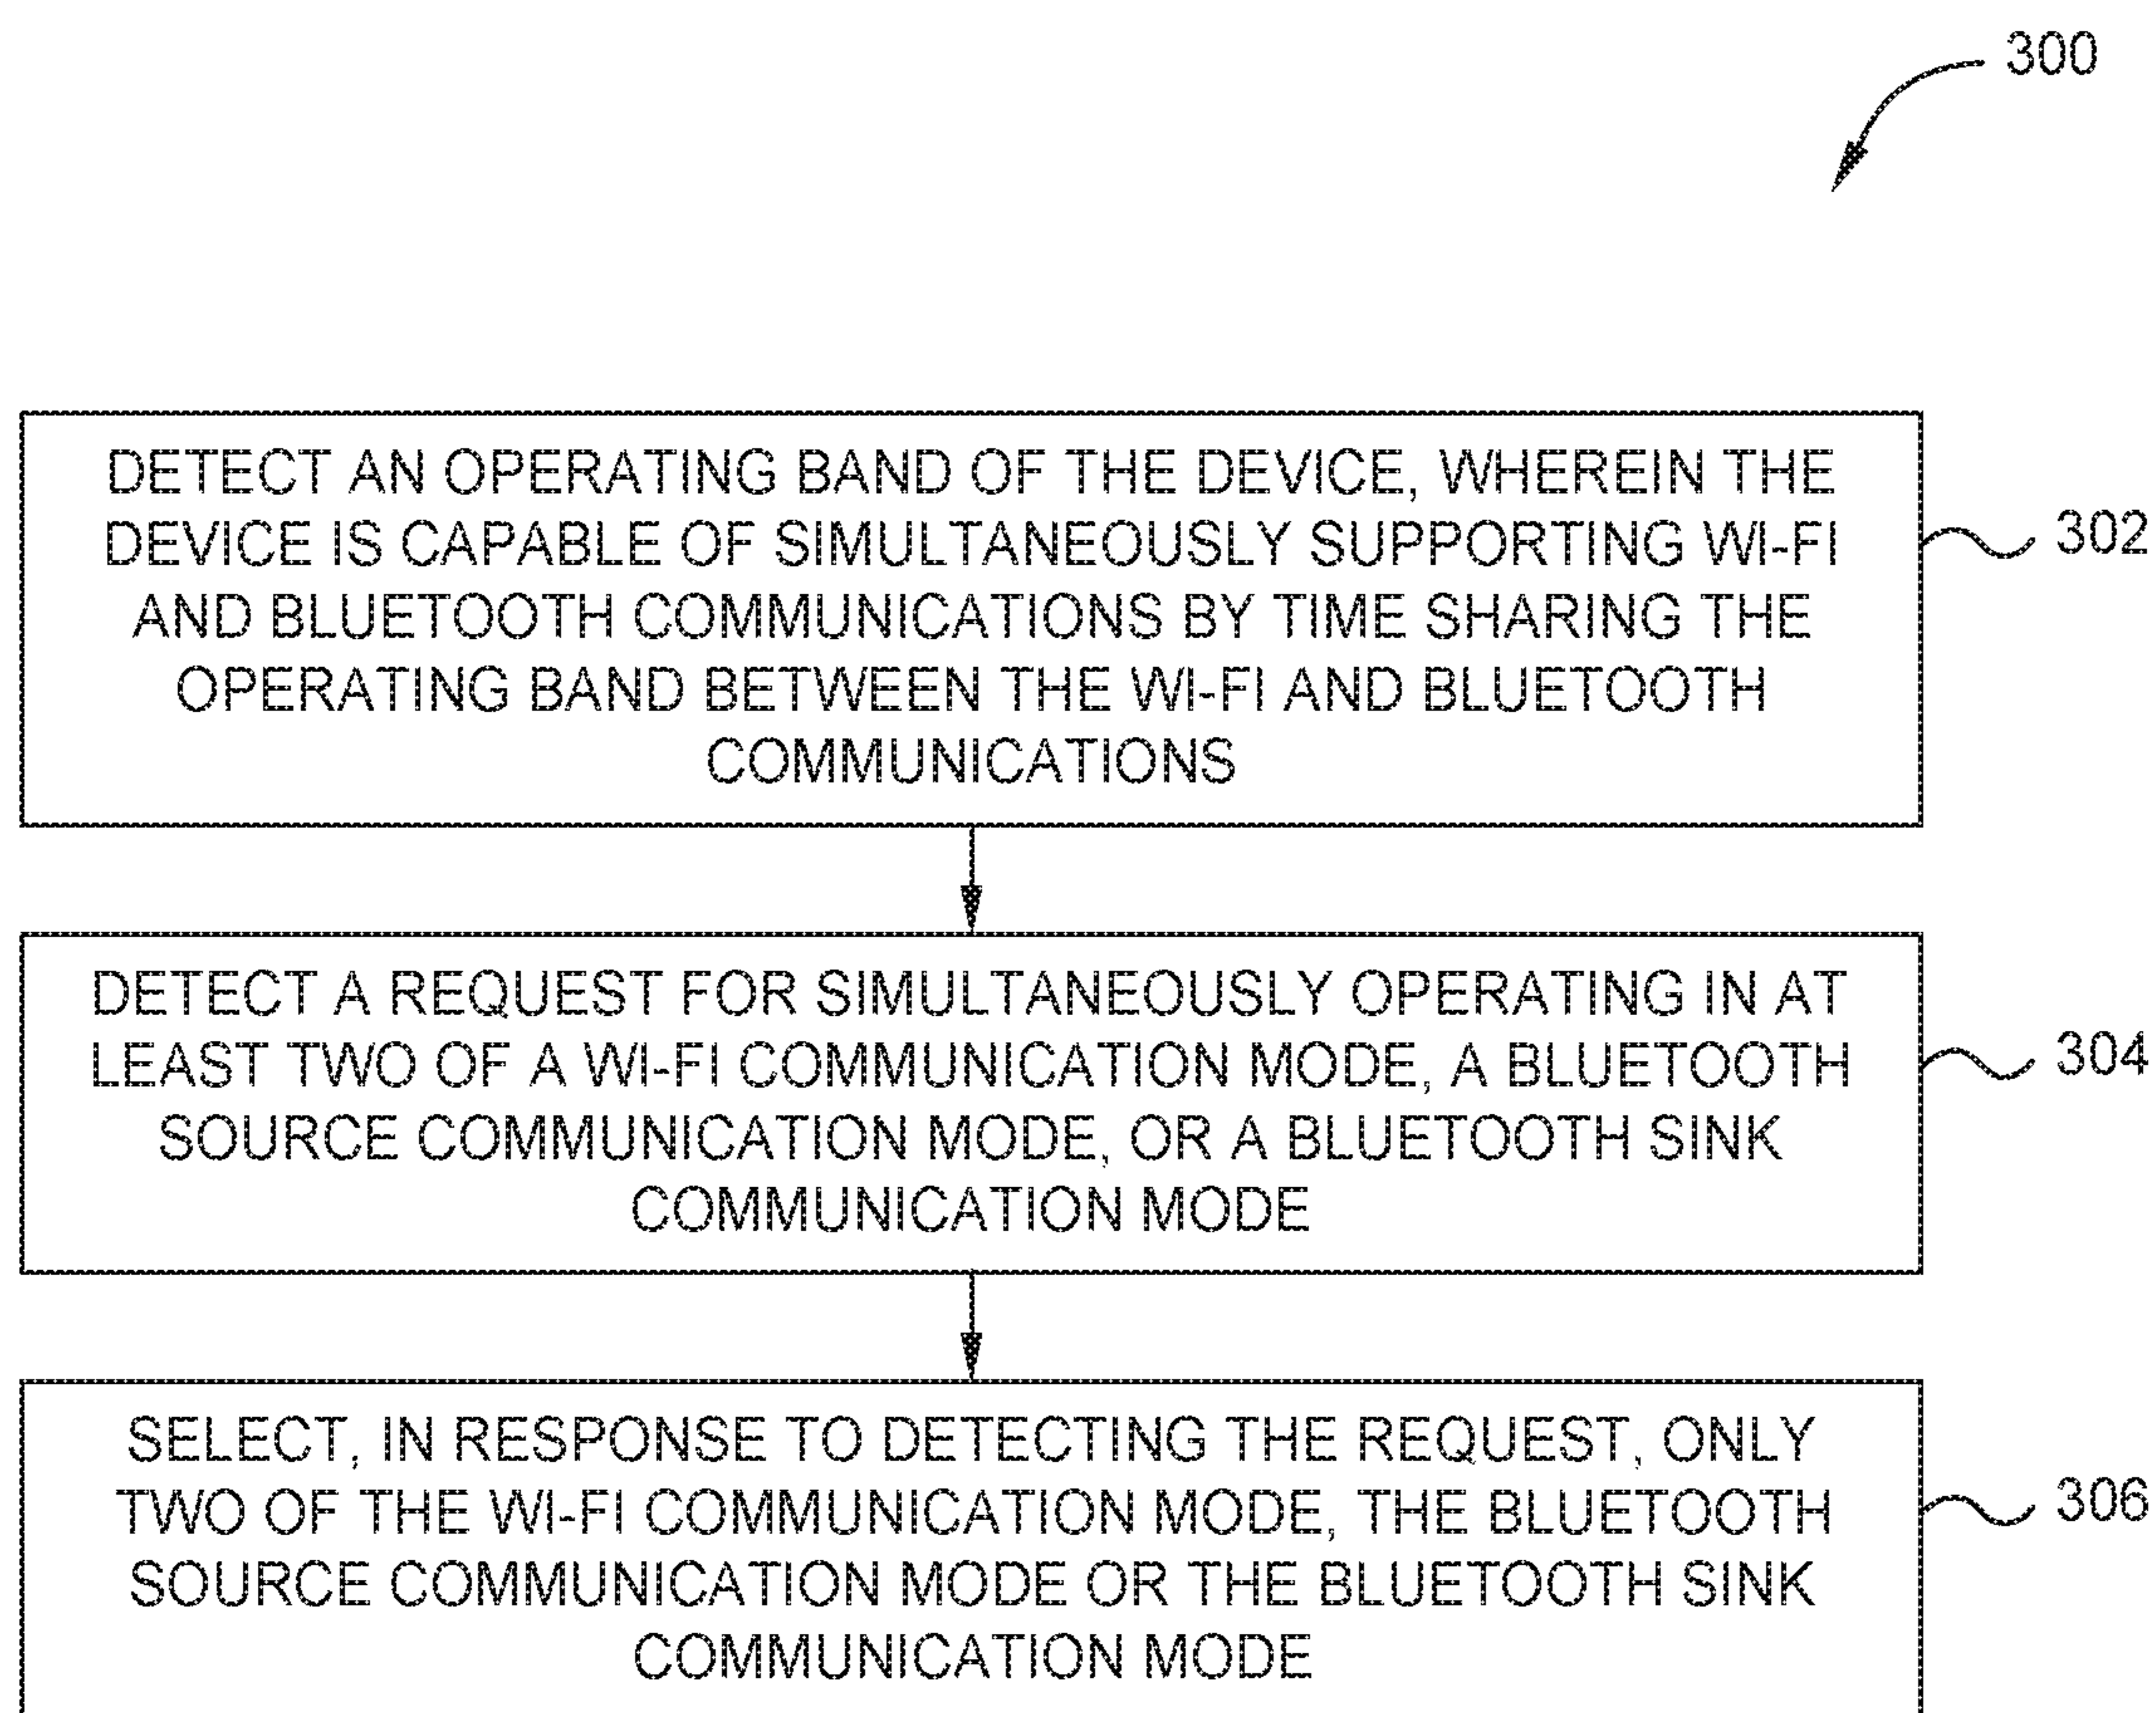 300
DETECT AN OPERATING BAND OF THE DEVICE, WHEREIN THE
DEVICE IS CAPABLE OF SIMULTANEOUSLY SUPPORTING WI-FI
AND BLUETOOTH COMMUNICATIONS BY TIME SHARING THE
OPERATING BAND BETWEEN THE WI-FI AND BLUETOOTH
COMMUNICATIONS
302
DETECT A REQUEST FOR SIMULTANEOUSLY OPERATING IN AT
LEAST TWO OF A WI-FI COMMUNICATION MODE, A BLUETOOTH
SOURCE COMMUNICATION MODE, OR A BLUETOOTH SINK
COMMUNICATION MODE
304
SELECT, IN RESPONSE TO DETECTING THE REQUEST, ONLY
TWO OF THE WI-FI COMMUNICATION MODE, THE BLUETOOTH
SOURCE COMMUNICATION MODE OR THE BLUETOOTH SINK
COMMUNICATION MODE
306